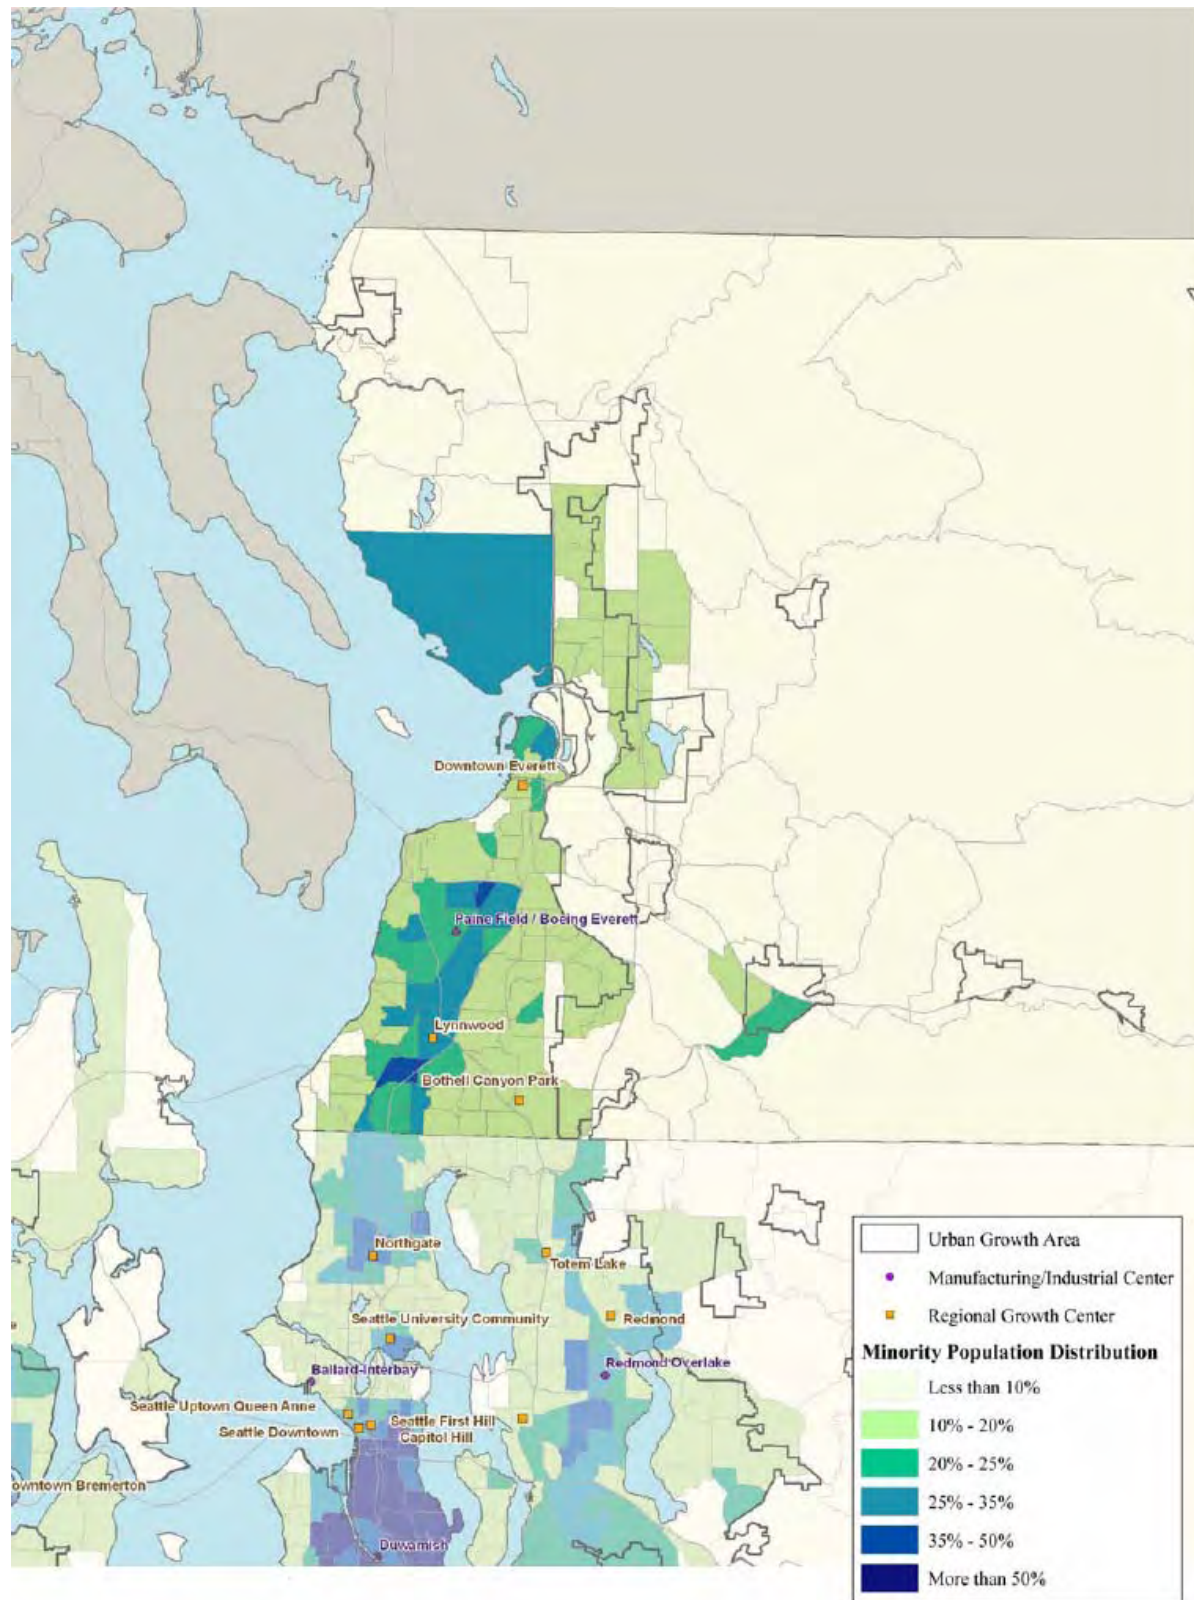 Downtown Everett
Paine Field / Boeing Everett
Lynnwood
Bothell Canyon Park
Northgate
Totem Lake
Seattle University Community
Redmond
Ballard-Interbay
Redmond Overlake
Seattle Uptown Queen Anne
Seattle First Hill
Capitol Hill
Seattle Downtown
owntown Bremerton
Duwamish
e
Urban Growth Area
Manufacturing/Industrial Center
Regional Growth Center
Minority Population Distribution
Less than 10%
10% - 20%
20% - 25%
25% - 35%
35% - 50%
More than 50%